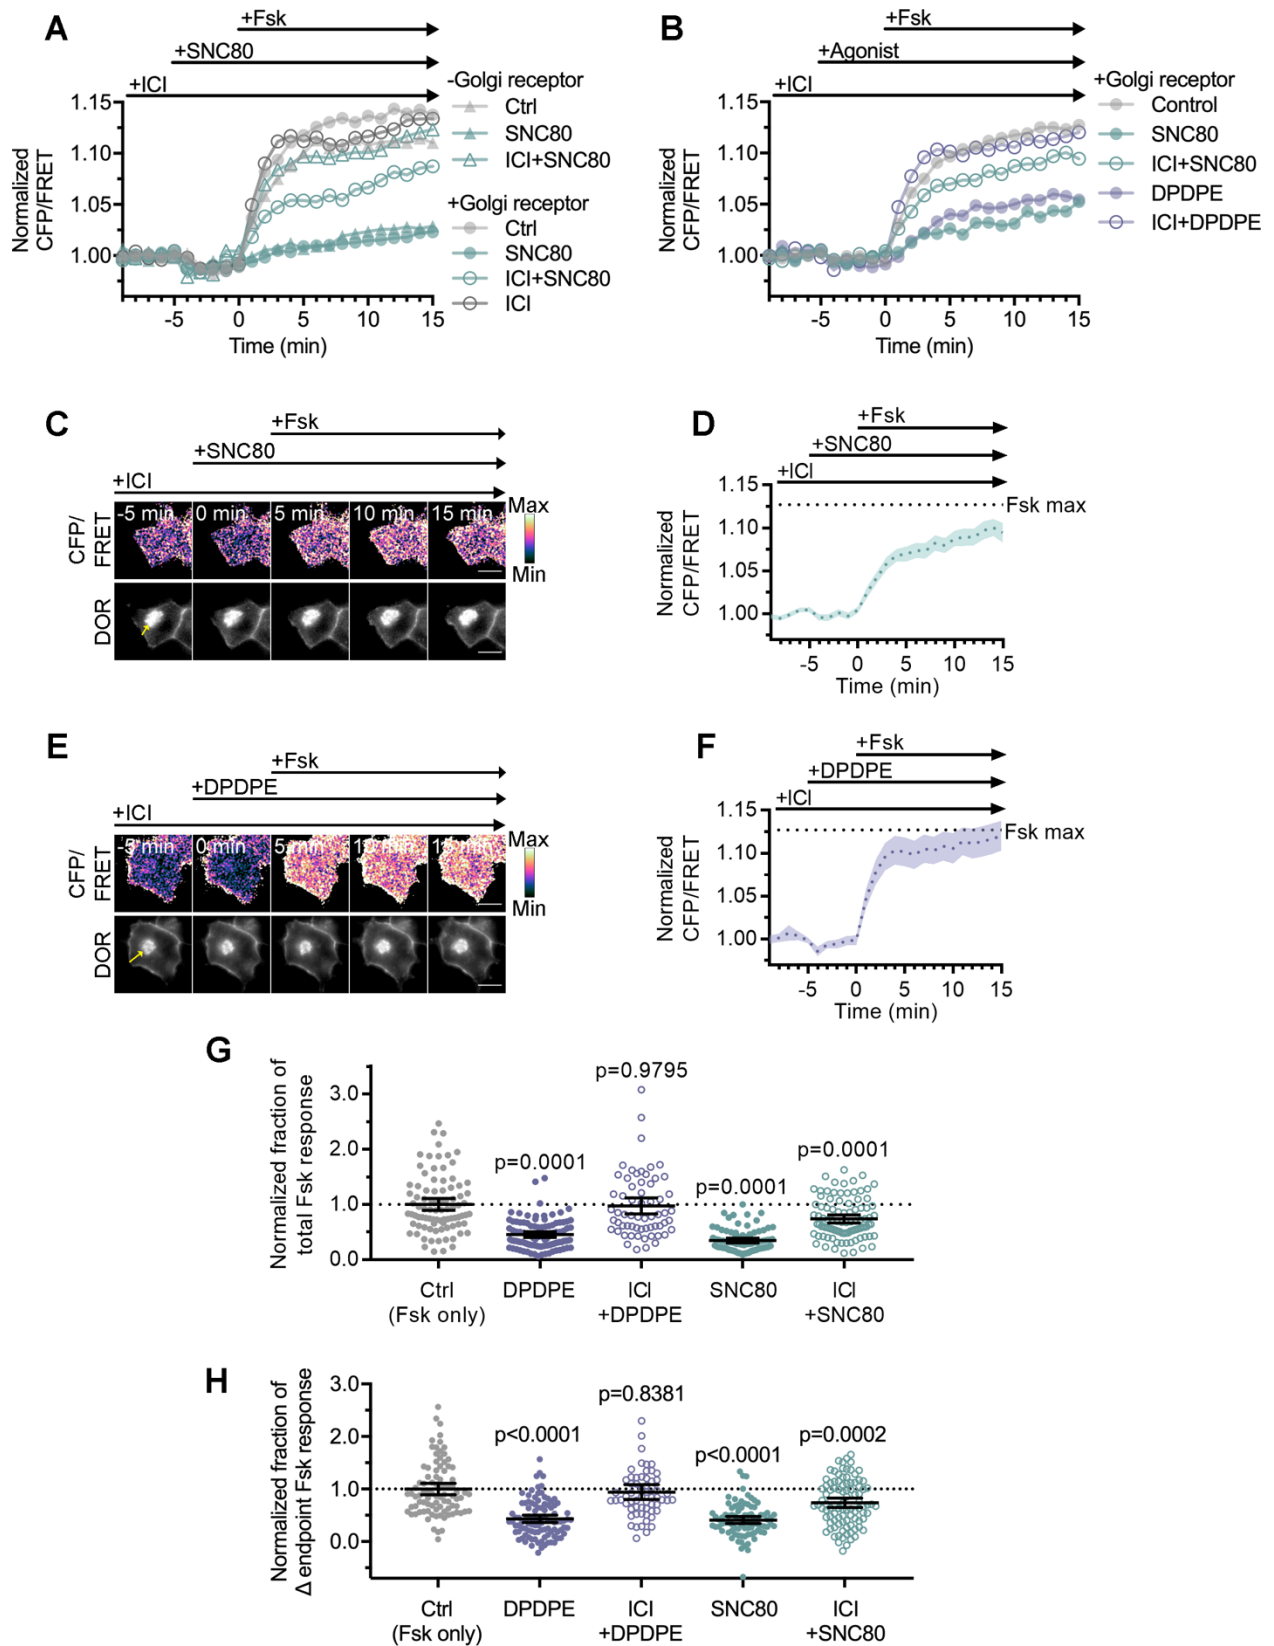 A
+Fsk
+SNC80
+ICI
Normalized
CFP/FRET
1.15
1.10
1.05
1.00
-5
0
5
10
15
Time (min)
-Golgi receptor
Ctrl
SNC80
ICI+SNC80
+Golgi receptor
Ctrl
SNC80
ICI+SNC80
ICI
B
+Fsk
+Agonist
+ICI
Normalized
CFP/FRET
1.15
1.10
1.05
1.00
-5
0
5
10
15
Time (min)
+Golgi receptor
Control
SNC80
ICI+SNC80
DPDPE
ICI+DPDPE
C
+Fsk
+SNC80
+ICI
CFP/
FRET
-5 min
0 min
5 min
10 min
15 min
Max
Min
DOR
D
+Fsk
+SNC80
+ICI
Normalized
CFP/FRET
1.15
1.10
1.05
1.00
Fsk max
-5
0
5
10
15
Time (min)
E
+Fsk
+DPDPE
+ICI
CFP/
FRET
-5 min
0 min
5 min
10 min
15 min
Max
Min
DOR
F
+Fsk
+DPDPE
+ICI
Normalized
CFP/FRET
1.15
1.10
1.05
1.00
Fsk max
-5
0
5
10
15
Time (min)
G
Normalized fraction of
total Fsk response
3.0
2.0
1.0
0.0
p=0.0001
p=0.9795
p=0.0001
p=0.0001
Ctrl
(Fsk only)
DPDPE
ICI
+DPDPE
SNC80
ICI
+SNC80
H
Normalized fraction of
Δ endpoint Fsk response
3.0
2.0
1.0
0.0
p<0.0001
p=0.8381
p<0.0001
p=0.0002
Ctrl
(Fsk only)
DPDPE
ICI
+DPDPE
SNC80
ICI
+SNC80